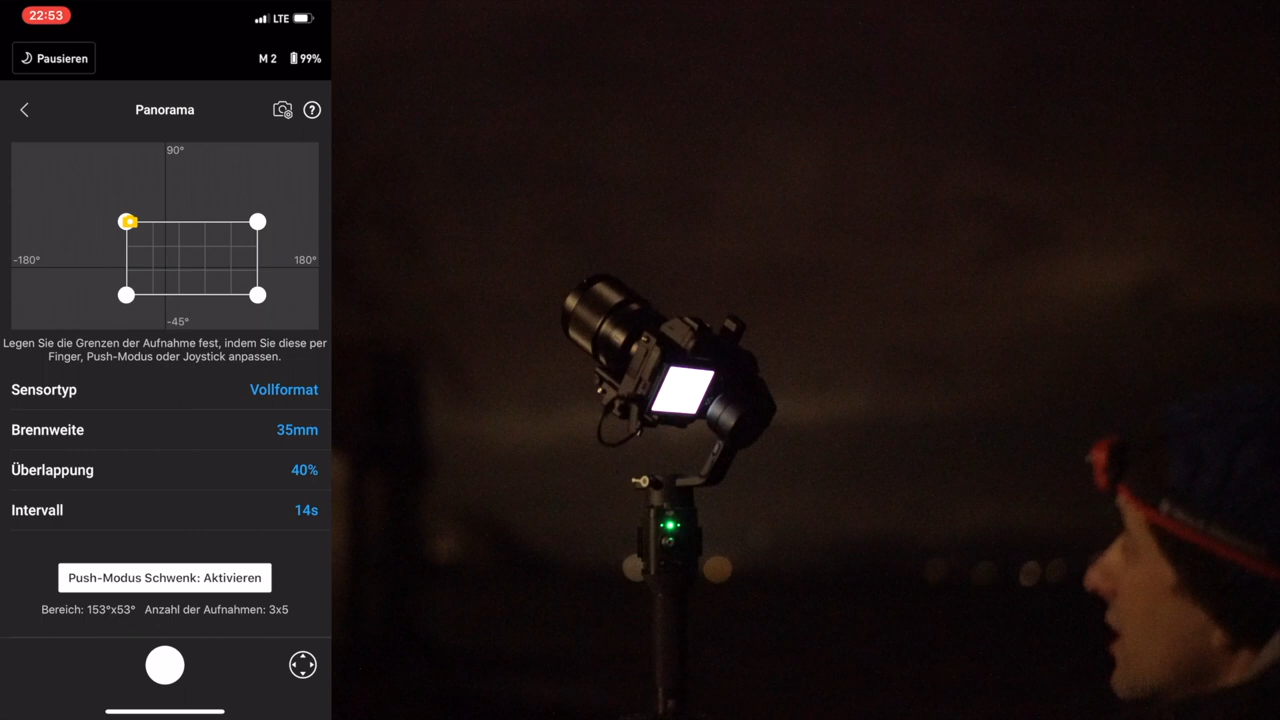 22:53
LTE
Pausieren
M 2
99%
Panorama
?
90°
-180°
180°
-45°
Legen Sie die Grenzen der Aufnahme fest, indem Sie diese per
Finger, Push-Modus oder Joystick anpassen.
Sensortyp Vollformat
Brennweite 35mm
Überlappung 40%
Intervall 14s
Push-Modus Schwenk: Aktivieren
Bereich: 153°x53° Anzahl der Aufnahmen: 3x5